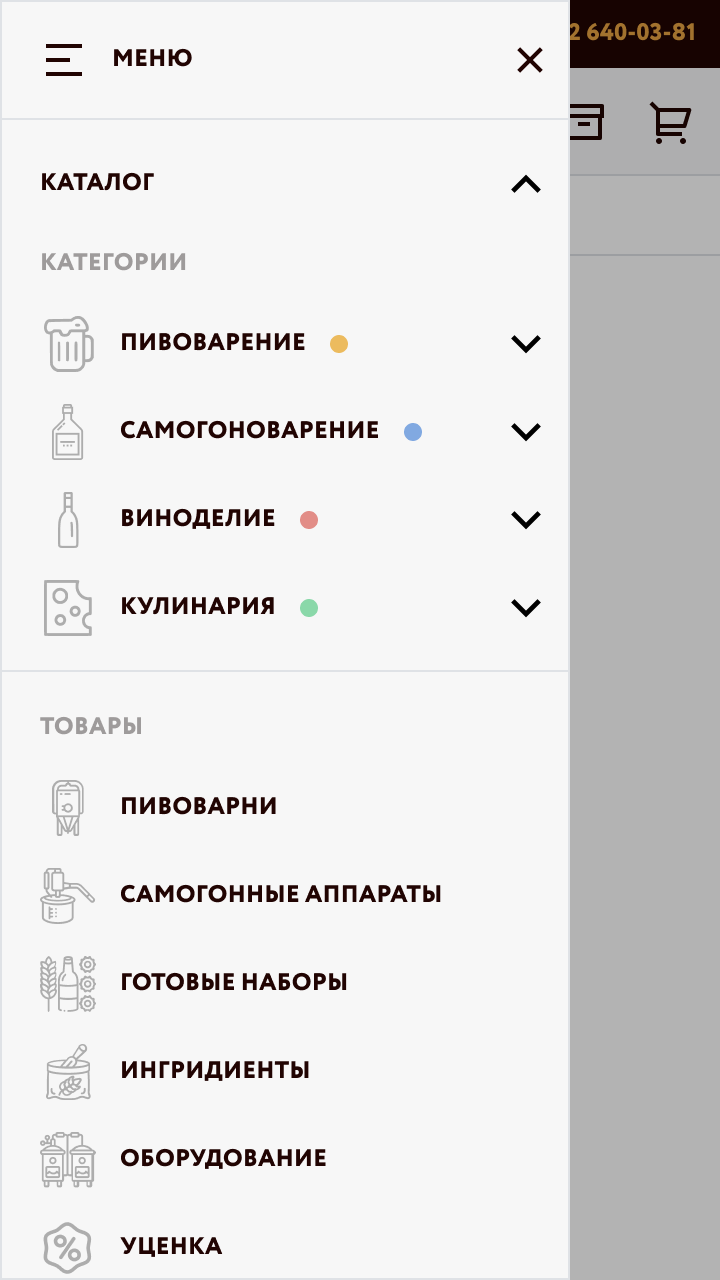 МЕНЮ
2 640-03-81
КАТАЛОГ
КАТЕГОРИИ
ПИВОВАРЕНИЕ
САМОГОНОВАРЕНИЕ
ВИНОДЕЛИЕ
КУЛИНАРИЯ
ТОВАРЫ
ПИВОВАРНИ
САМОГОННЫЕ АППАРАТЫ
ГОТОВЫЕ НАБОРЫ
ИНГРИДИЕНТЫ
ОБОРУДОВАНИЕ
УЦЕНКА